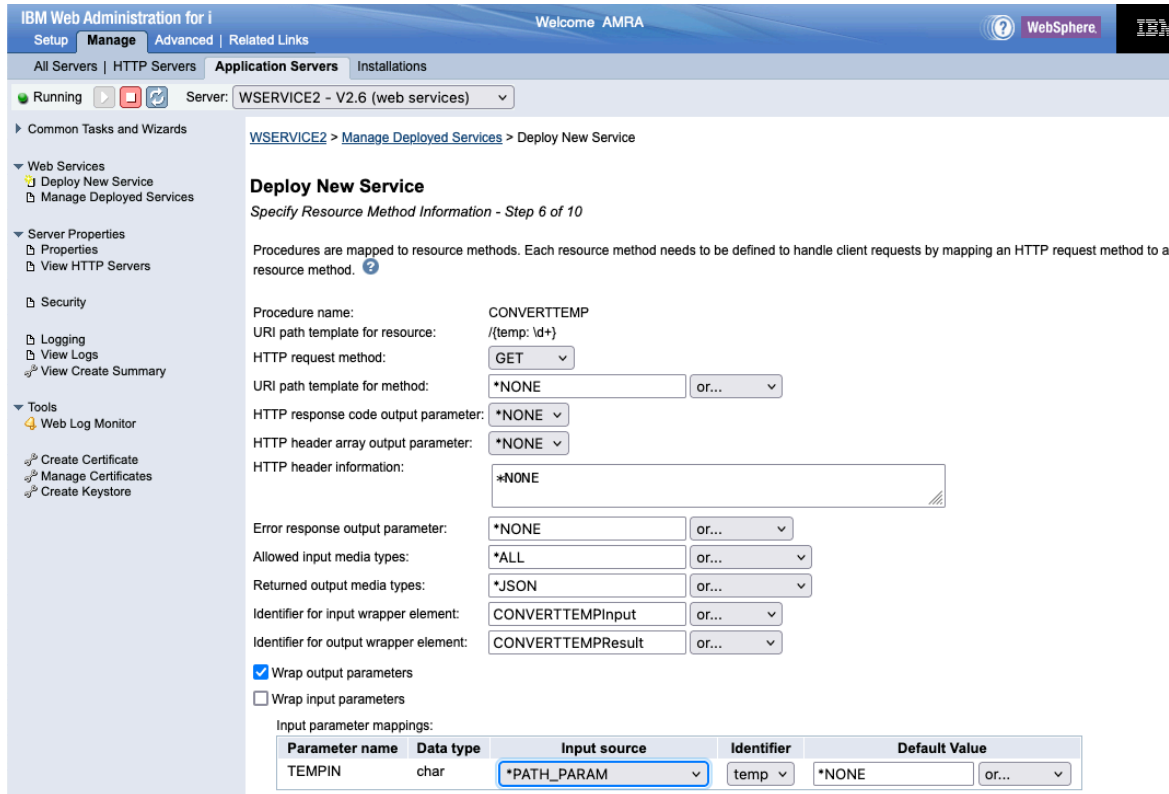 IBM Web Administration for i
Welcome AMRA
WebSphere.
Setup Manage Advanced | Related Links
All Servers | HTTP Servers Application Servers Installations
Running Server: WSERVICE2 - V2.6 (web services)
Common Tasks and Wizards
Web Services
Deploy New Service
Manage Deployed Services
Server Properties
Properties
View HTTP Servers
Security
Logging
View Logs
View Create Summary
Tools
Web Log Monitor
Create Certificate
Manage Certificates
Create Keystore
WSERVICE2 > Manage Deployed Services > Deploy New Service
Deploy New Service
Specify Resource Method Information - Step 6 of 10
Procedures are mapped to resource methods. Each resource method needs to be defined to handle client requests by mapping an HTTP request method to a
resource method. ?
Procedure name: CONVERTTEMP
URI path template for resource: /{temp: \d+}
HTTP request method: GET
URI path template for method: *NONE or...
HTTP response code output parameter: *NONE
HTTP header array output parameter: *NONE
HTTP header information: *NONE
Error response output parameter: *NONE or...
Allowed input media types: *ALL or...
Returned output media types: *JSON or...
Identifier for input wrapper element: CONVERTTEMPInput or...
Identifier for output wrapper element: CONVERTTEMPResult or...
Wrap output parameters
Wrap input parameters
Input parameter mappings:
Parameter name Data type Input source Identifier Default Value
TEMPIN char *PATH_PARAM temp *NONE or...